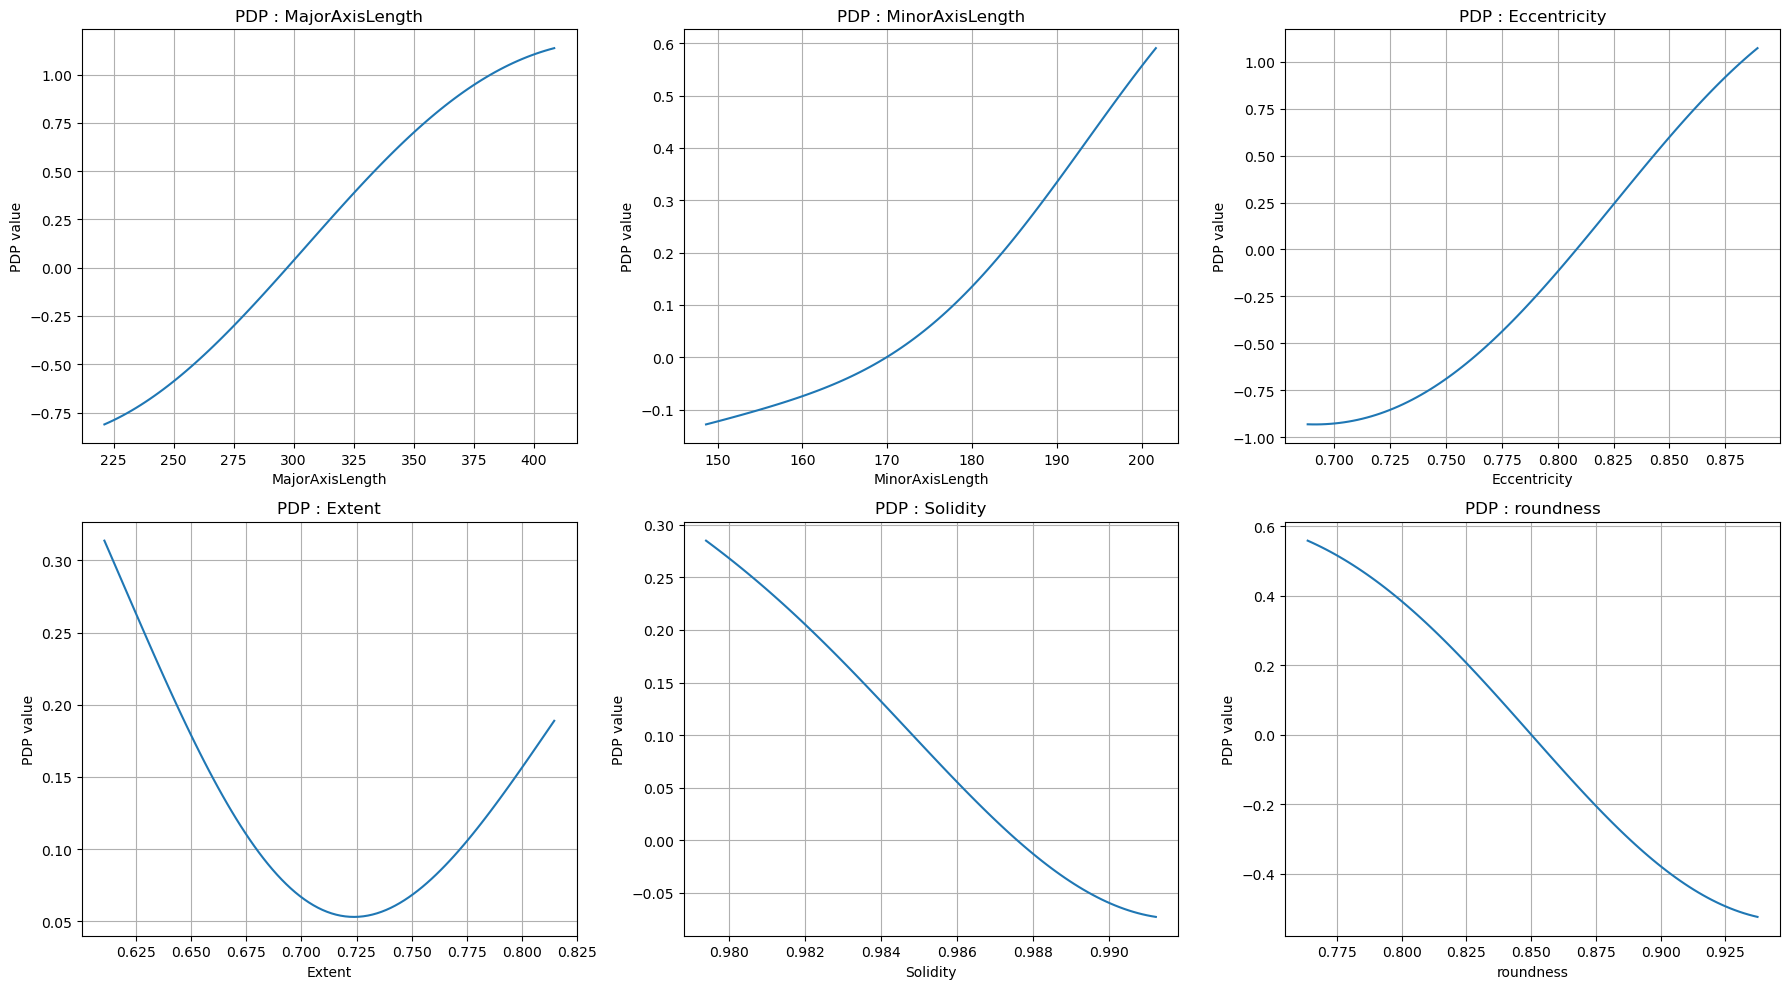 PDP : MajorAxisLength
PDP value
1.00
0.75
0.50
0.25
0.00
−0.25
−0.50
−0.75
225 250 275 300 325 350 375 400
MajorAxisLength
PDP : MinorAxisLength
PDP value
0.6
0.5
0.4
0.3
0.2
0.1
0.0
−0.1
150 160 170 180 190 200
MinorAxisLength
PDP : Eccentricity
PDP value
1.00
0.75
0.50
0.25
0.00
−0.25
−0.50
−0.75
−1.00
0.700 0.725 0.750 0.775 0.800 0.825 0.850 0.875
Eccentricity
PDP : Extent
PDP value
0.30
0.25
0.20
0.15
0.10
0.05
0.625 0.650 0.675 0.700 0.725 0.750 0.775 0.800 0.825
Extent
PDP : Solidity
PDP value
0.30
0.25
0.20
0.15
0.10
0.05
0.00
−0.05
0.980 0.982 0.984 0.986 0.988 0.990
Solidity
PDP : roundness
PDP value
0.6
0.4
0.2
0.0
−0.2
−0.4
0.775 0.800 0.825 0.850 0.875 0.900 0.925
roundness